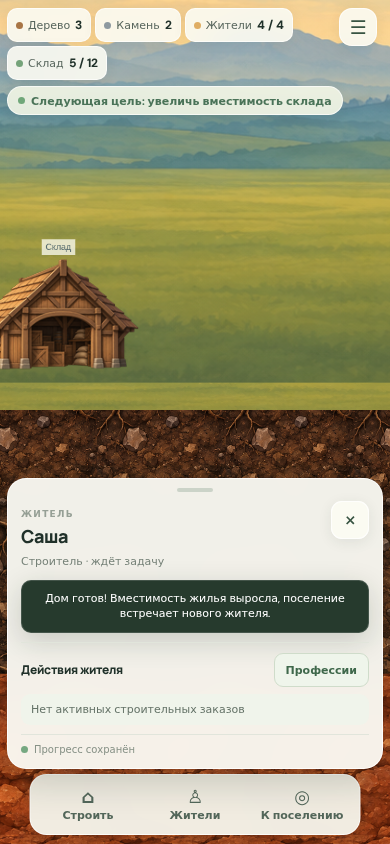 Дерево 3
Камень 2
Жители 4 / 4
Склад 5 / 12
Следующая цель: увеличь вместимость склада
Склад
ЖИТЕЛЬ
Саша
Строитель · ждёт задачу
Дом готов! Вместимость жилья выросла, поселение
встречает нового жителя.
Действия жителя
Профессии
Нет активных строительных заказов
Прогресс сохранён
Строить
Жители
К поселению